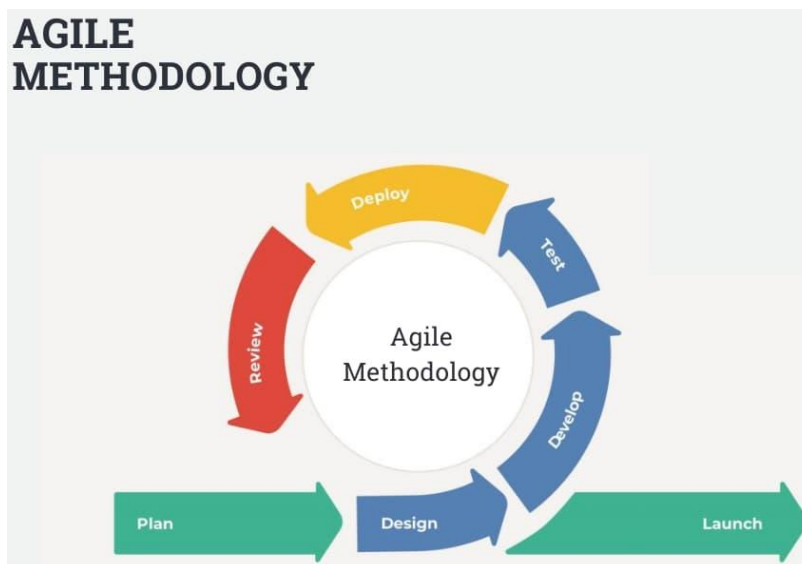 AGILE
METHODOLOGY
Deploy
Test
Review
Agile
Methodology
Develop
Plan
Design
Launch